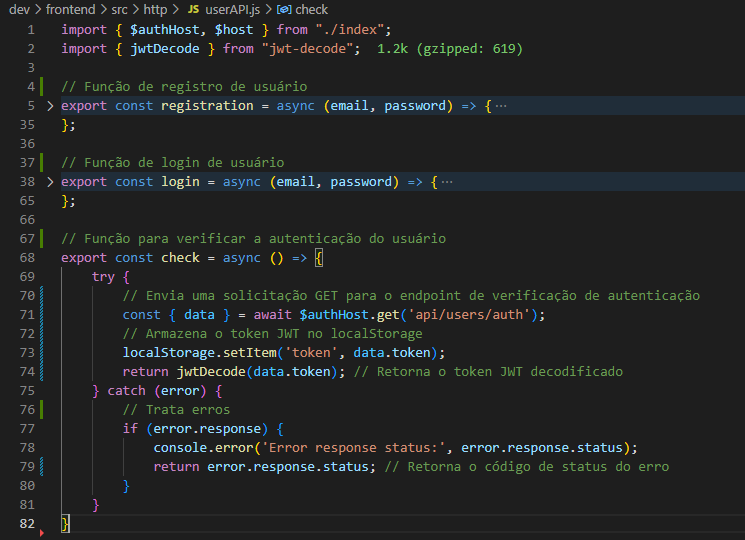 dev > frontend > src > http > JS userAPI.js > check
1 import { $authHost, $host } from "./index";
2 import { jwtDecode } from "jwt-decode"; 1.2k (gzipped: 619)
3
4 // Função de registro de usuário
5 > export const registration = async (email, password) => { ···
35 };
36
37 // Função de login de usuário
38 > export const login = async (email, password) => { ···
65 };
66
67 // Função para verificar a autenticação do usuário
68 export const check = async () => {
69 try {
70 // Envia uma solicitação GET para o endpoint de verificação de autenticação
71 const { data } = await $authHost.get('api/users/auth');
72 // Armazena o token JWT no localStorage
73 localStorage.setItem('token', data.token);
74 return jwtDecode(data.token); // Retorna o token JWT decodificado
75 } catch (error) {
76 // Trata erros
77 if (error.response) {
78 console.error('Error response status:', error.response.status);
79 return error.response.status; // Retorna o código de status do erro
80 }
81 }
82 }